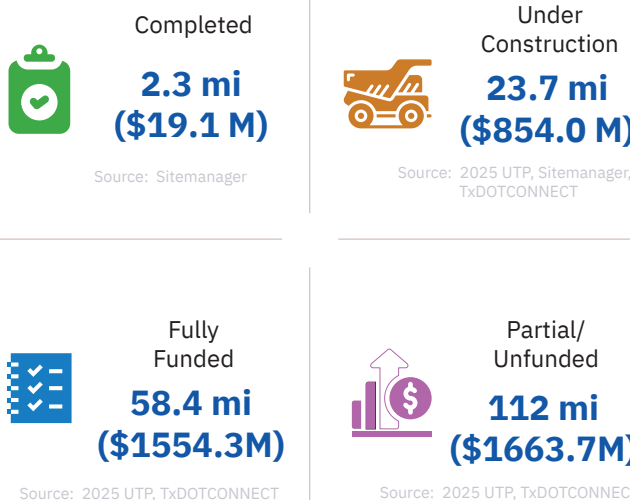 Completed
2.3 mi
($19.1 M)
Source: Sitemanager
Under
Construction
23.7 mi
($854.0 M)
Source: 2025 UTP, Sitemanager,
TxDOTCONNECT
Fully
Funded
58.4 mi
($1554.3M)
Source: 2025 UTP, TxDOTCONNECT
Partial/
Unfunded
112 mi
($1663.7M)
$
Source: 2025 UTP, TxDOTCONNEC